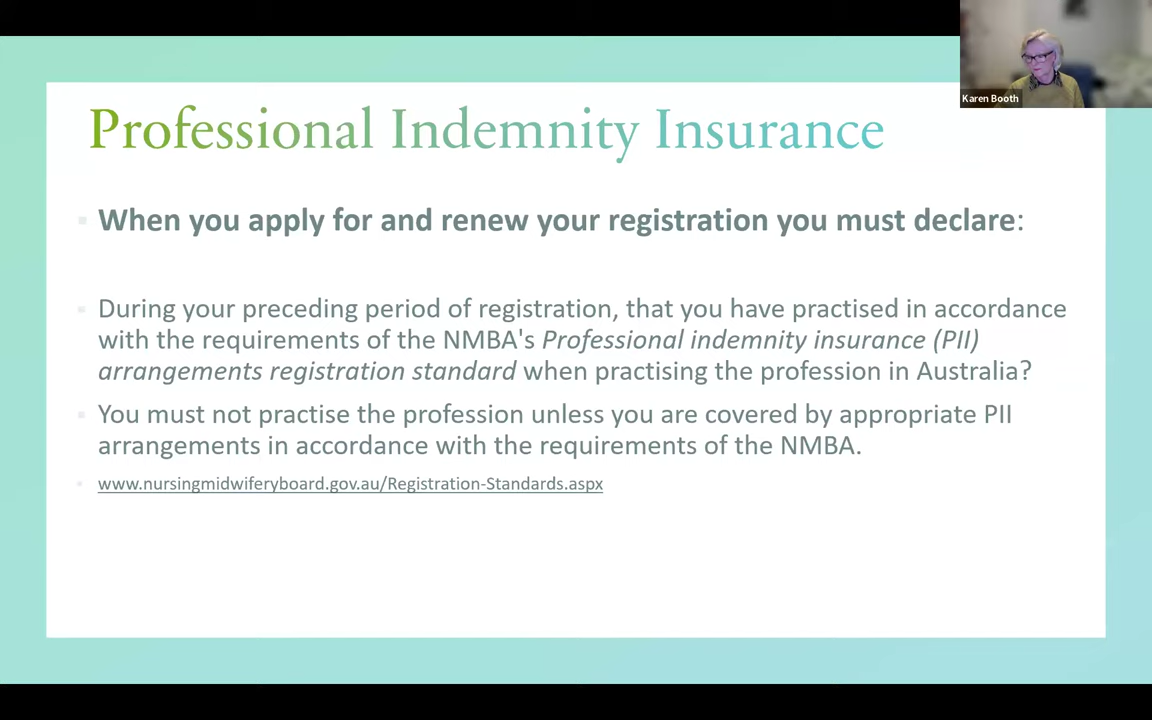 Karen Booth
Professional Indemnity Insurance
When you apply for and renew your registration you must declare:
During your preceding period of registration, that you have practised in accordance
with the requirements of the NMBA's Professional indemnity insurance (PII)
arrangements registration standard when practising the profession in Australia?
You must not practise the profession unless you are covered by appropriate PII
arrangements in accordance with the requirements of the NMBA.
www.nursingmidwiferyboard.gov.au/Registration-Standards.aspx